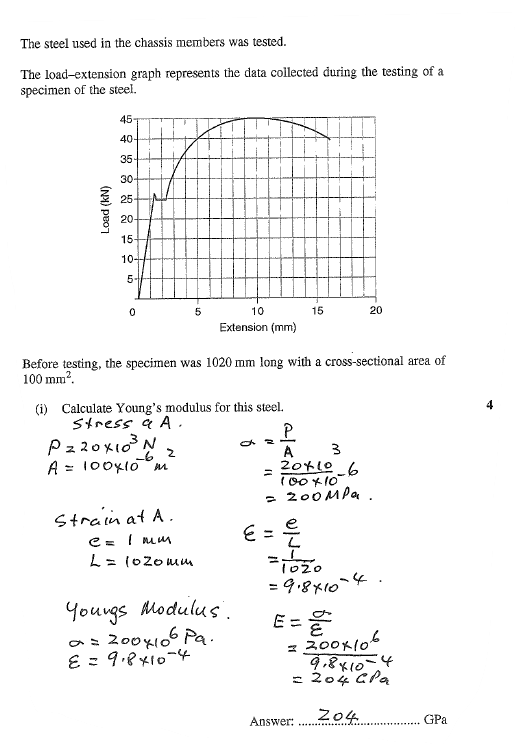 The steel used in the chassis members was tested.
The load–extension graph represents the data collected during the testing of a
specimen of the steel.
45
40
35
30
25
20
15
10
5
Load (kN)
0 5 10 15 20
Extension (mm)
Before testing, the specimen was 1020 mm long with a cross-sectional area of
100 mm².
(i) Calculate Young's modulus for this steel. 4
Stress @ A.
P = 20×10³ N
A = 100×10⁻⁶ m²
σ = P/A
= 20×10³/100×10⁻⁶
= 200MPa.
Strain at A.
e = 1 mm
L = 1020mm
Ɛ = e/L
= 1/1020
= 9.8×10⁻⁴.
Youngs Modulus.
σ = 200×10⁶ Pa.
Ɛ = 9.8×10⁻⁴
E = σ/Ɛ
= 200×10⁶/9.8×10⁻⁴
= 204 GPa
Answer: ...204... GPa